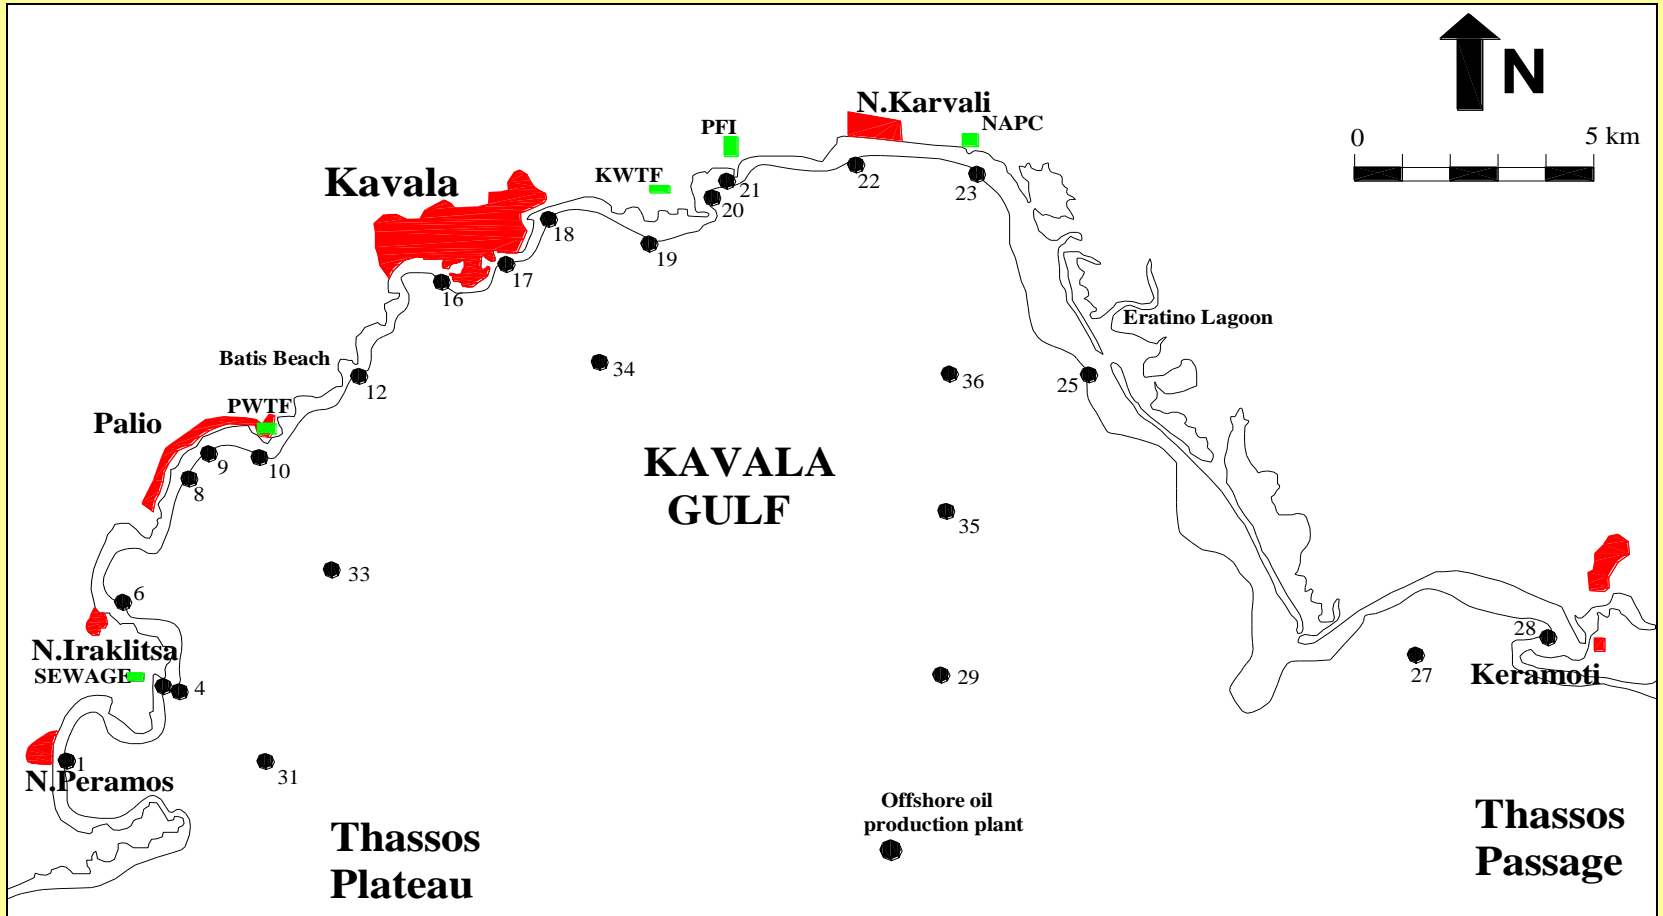 N
0 5 km
N.Karvali
NAPC
PFI
KWTF
Kavala
21
22
23
20
18
19
17
16
Eratino Lagoon
Batis Beach
34
36
25
12
PWTF
Palio
9
10
8
KAVALA
GULF
35
33
6
N.Iraklitsa
SEWAGE
4
29
28
27
Keramoti
1
N.Peramos
31
Offshore oil
production plant
Thassos
Plateau
Thassos
Passage